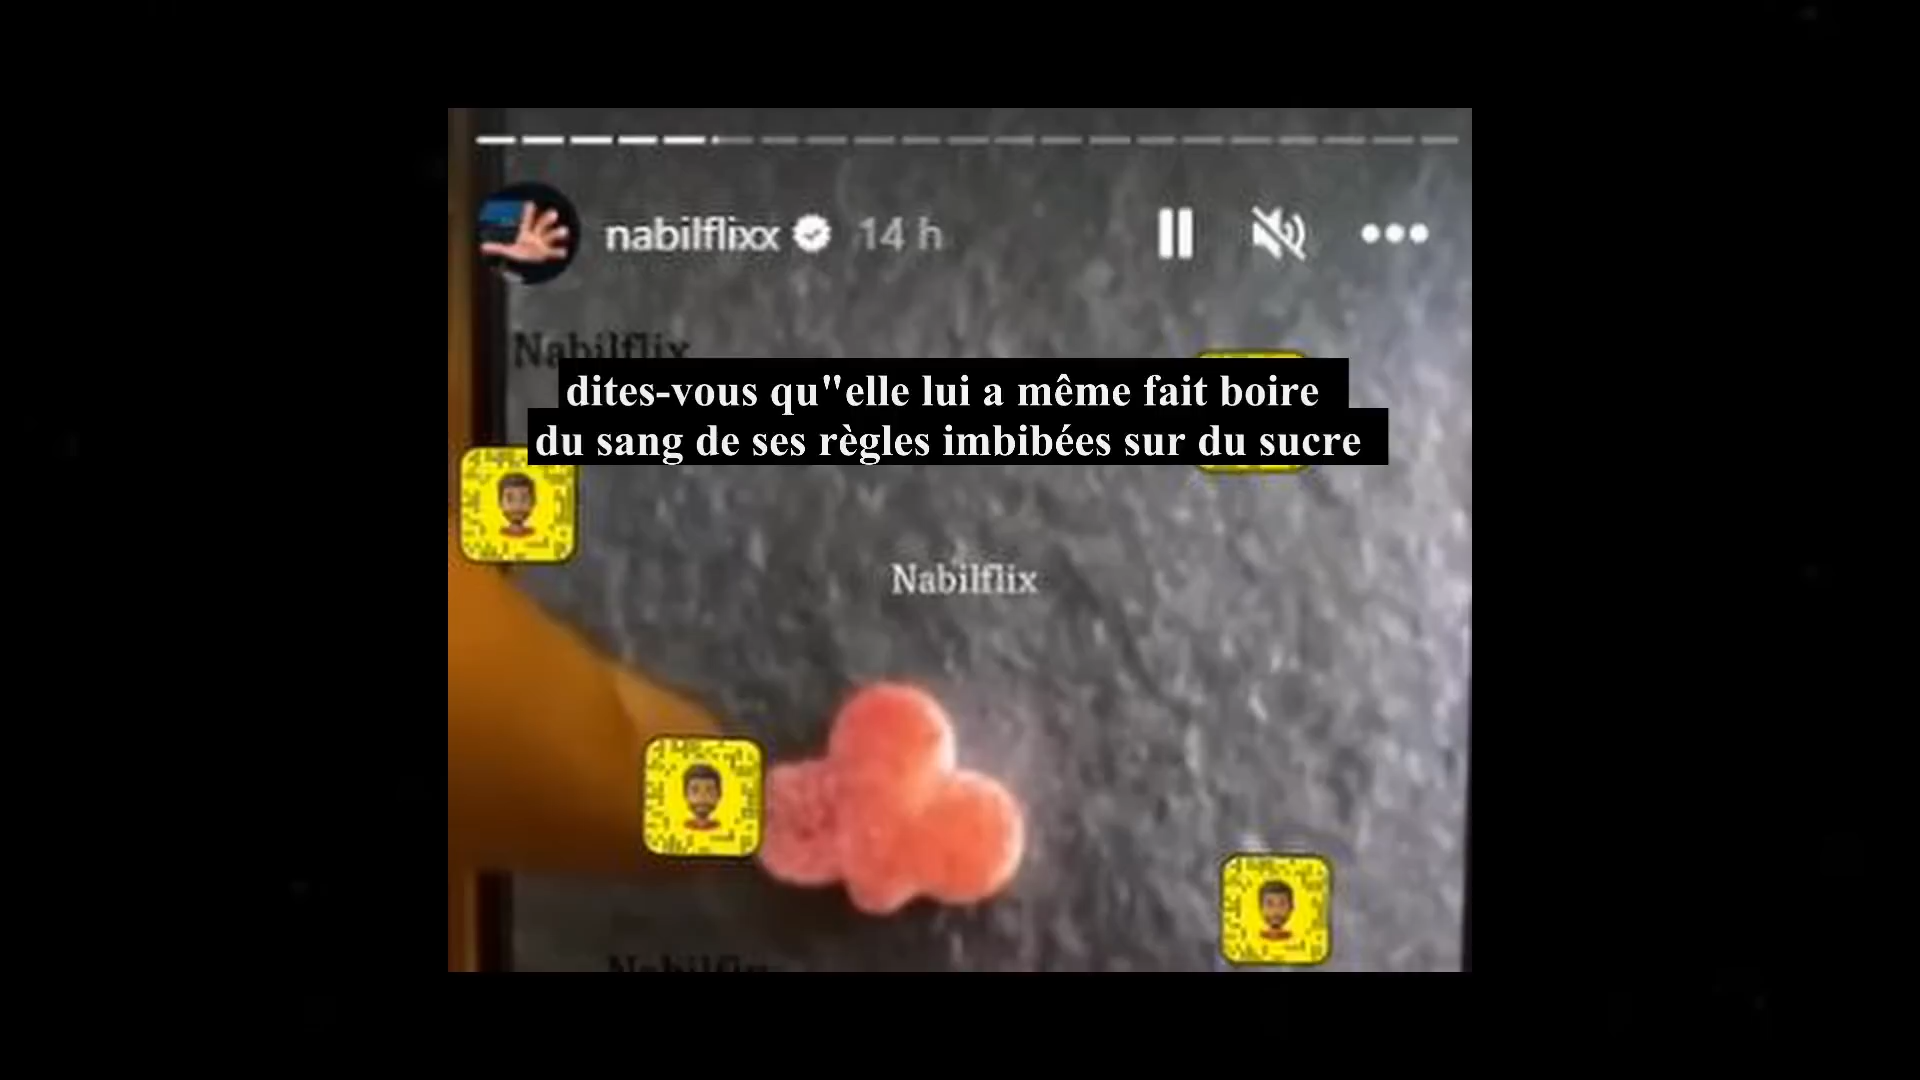 nabilflixx 14 h
Nabilflix
dites-vous qu"elle lui a même fait boire
du sang de ses règles imbibées sur du sucre
Nabilflix
Nabilflix